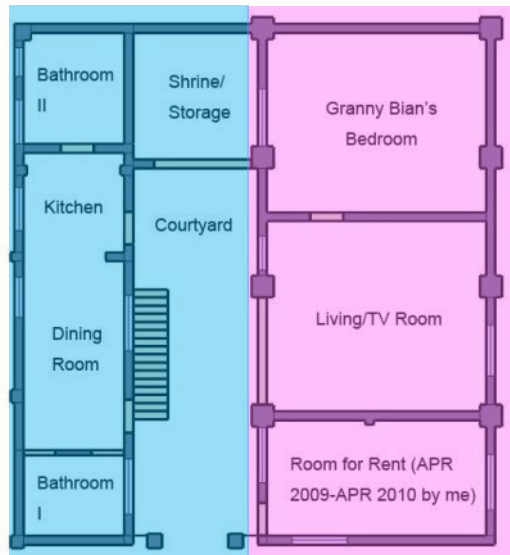 Bathroom
II
Shrine/
Storage
Granny Bian's
Bedroom
Kitchen
Courtyard
Dining
Room
Living/TV Room
Bathroom
I
Room for Rent (APR
2009-APR 2010 by me)